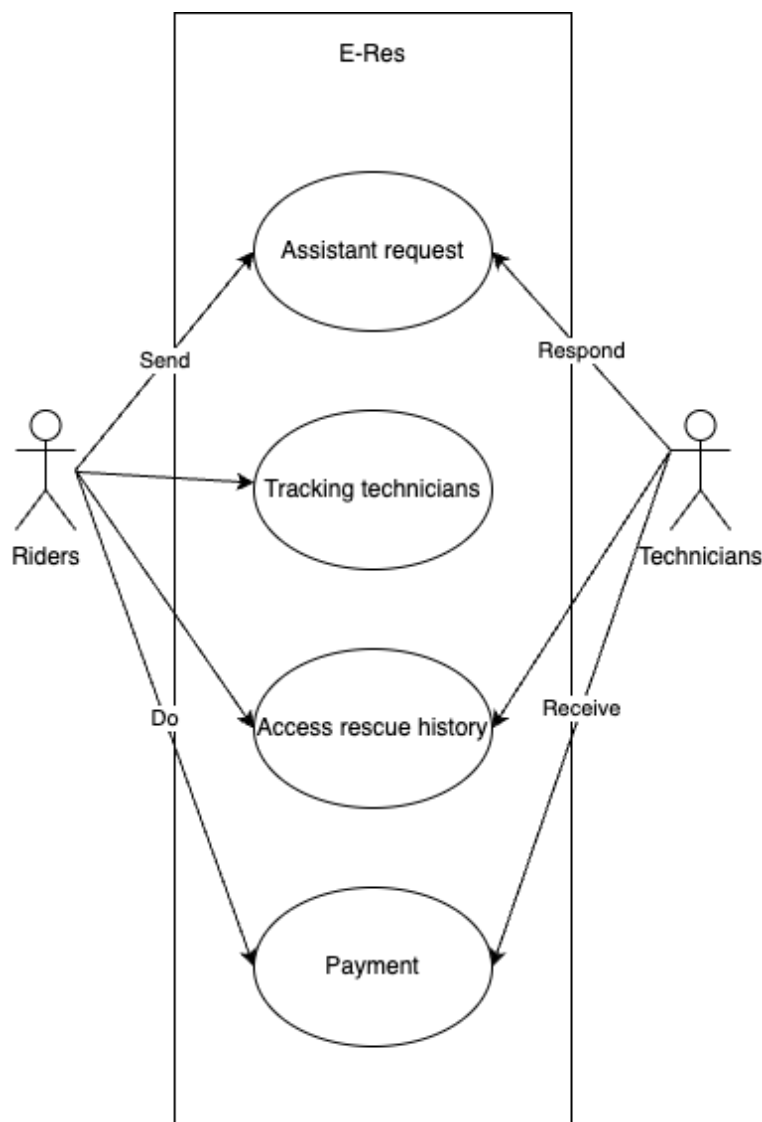 E-Res
Assistant request
Send
Respond
Tracking technicians
Riders
Technicians
Access rescue history
Do
Receive
Payment